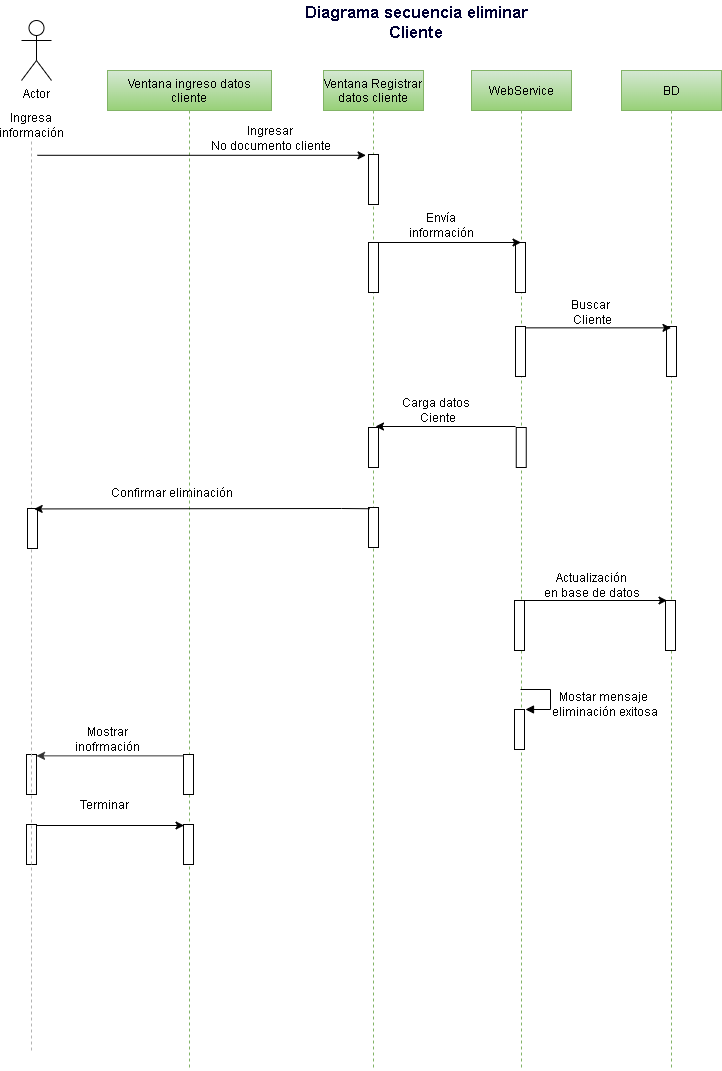 Diagrama secuencia eliminar
Cliente
Actor
Ventana ingreso datos
cliente
Ventana Registrar
datos cliente
WebService
BD
Ingresa
información
Ingresar
No documento cliente
Envía
información
Buscar
Cliente
Carga datos
Ciente
Confirmar eliminación
Actualización
en base de datos
Mostar mensaje
eliminación exitosa
Mostrar
inofrmación
Terminar